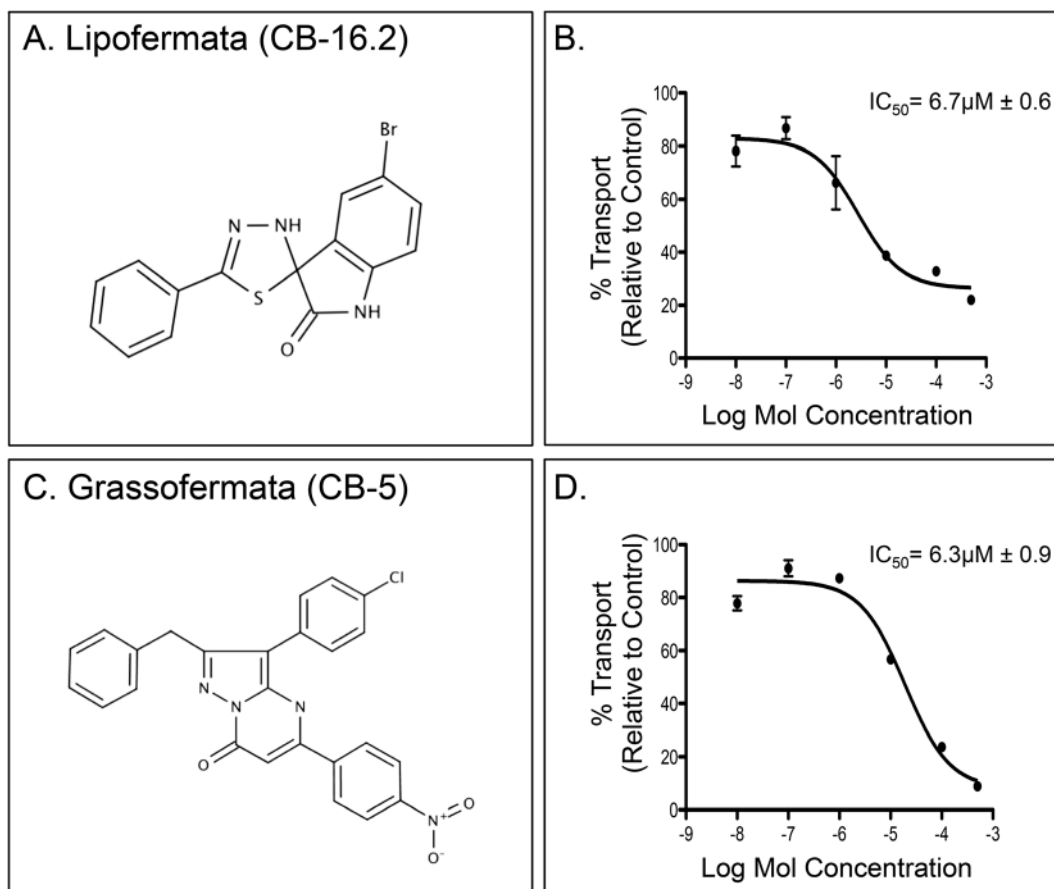 A. Lipofermata (CB-16.2)
Br
N
NH
S
O
NH
B.
IC₅₀= 6.7µM ± 0.6
% Transport
(Relative to Control)
100
80
60
40
20
0
-9 -8 -7 -6 -5 -4 -3
Log Mol Concentration
C. Grassofermata (CB-5)
Cl
N
N
N
O
N⁺
O
O⁻
D.
IC₅₀= 6.3µM ± 0.9
% Transport
(Relative to Control)
100
80
60
40
20
0
-9 -8 -7 -6 -5 -4 -3
Log Mol Concentration